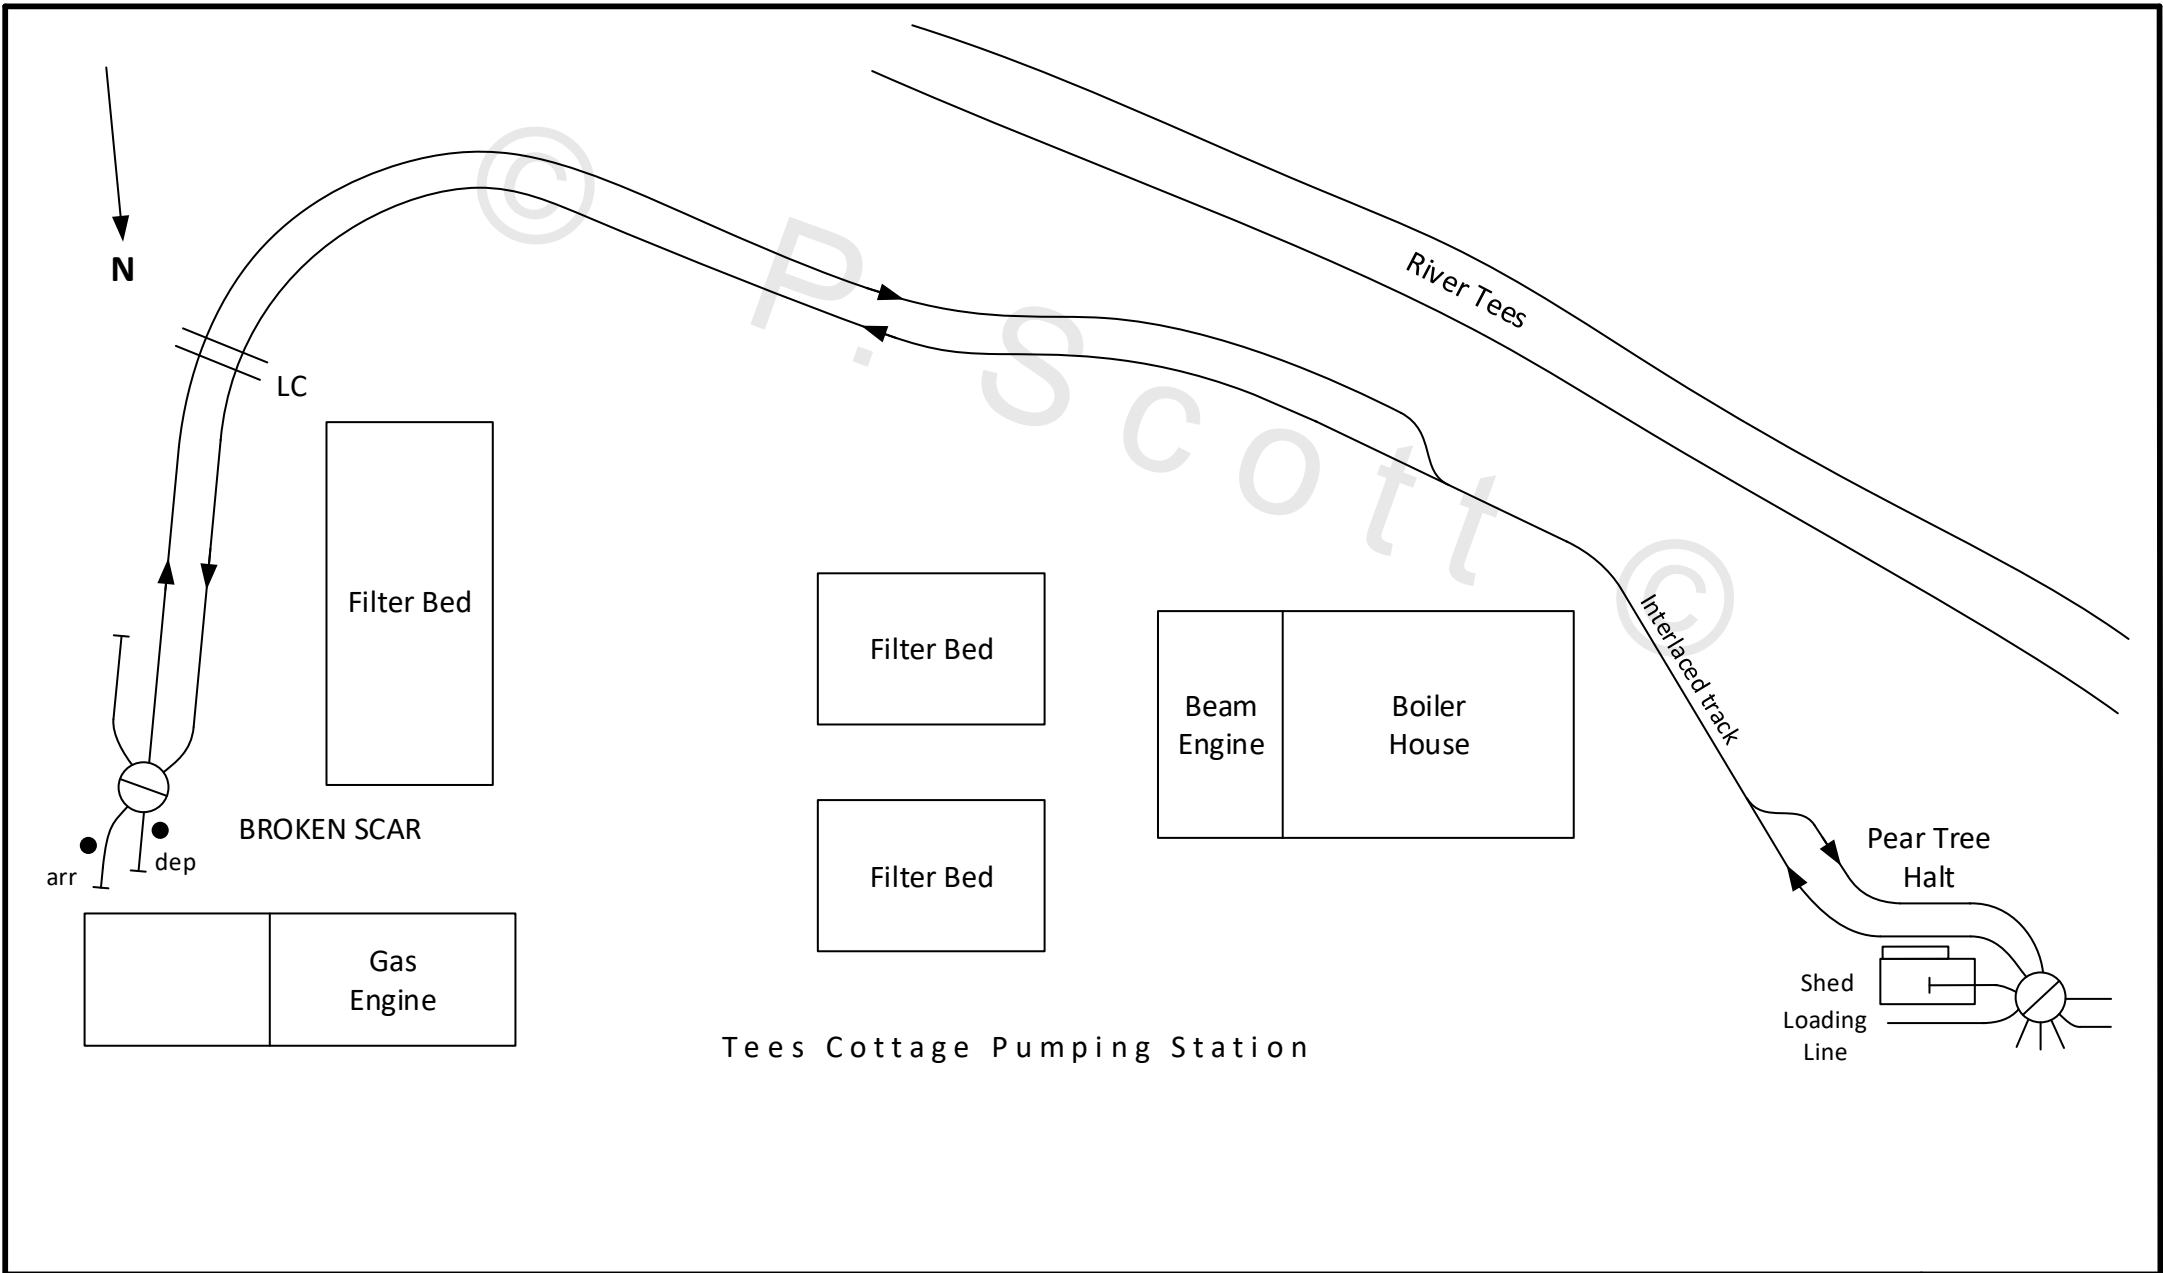 N
© P. Scott ©
River Tees
LC
Filter Bed
Filter Bed
Interlaced track
Beam
Engine
Boiler
House
BROKEN SCAR
arr
dep
Filter Bed
Pear Tree
Halt
Gas
Engine
Shed
Loading
Line
Tees Cottage Pumping Station